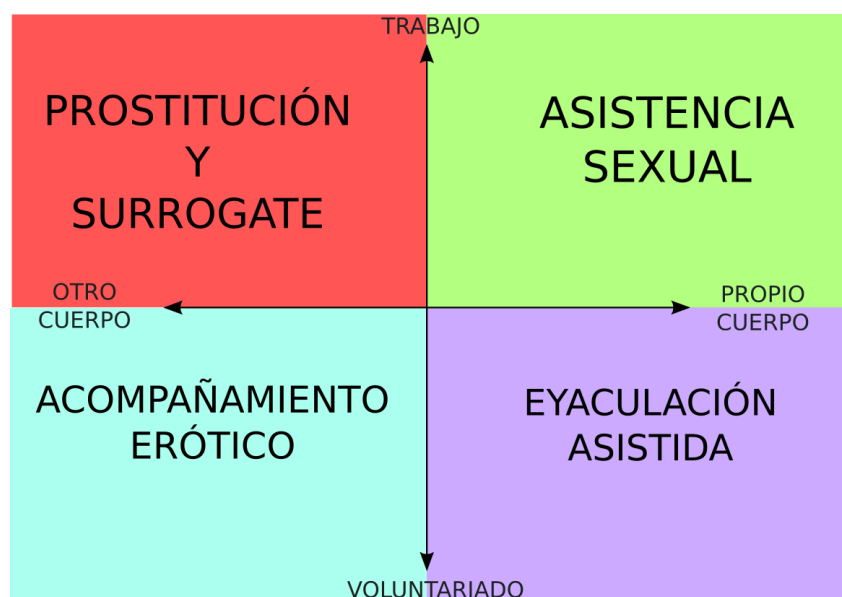 TRABAJO
PROSTITUCIÓN
Y
SURROGATE
ASISTENCIA
SEXUAL
OTRO
CUERPO
PROPIO
CUERPO
ACOMPAÑAMIENTO
ERÓTICO
EYACULACIÓN
ASISTIDA
VOLUNTARIADO